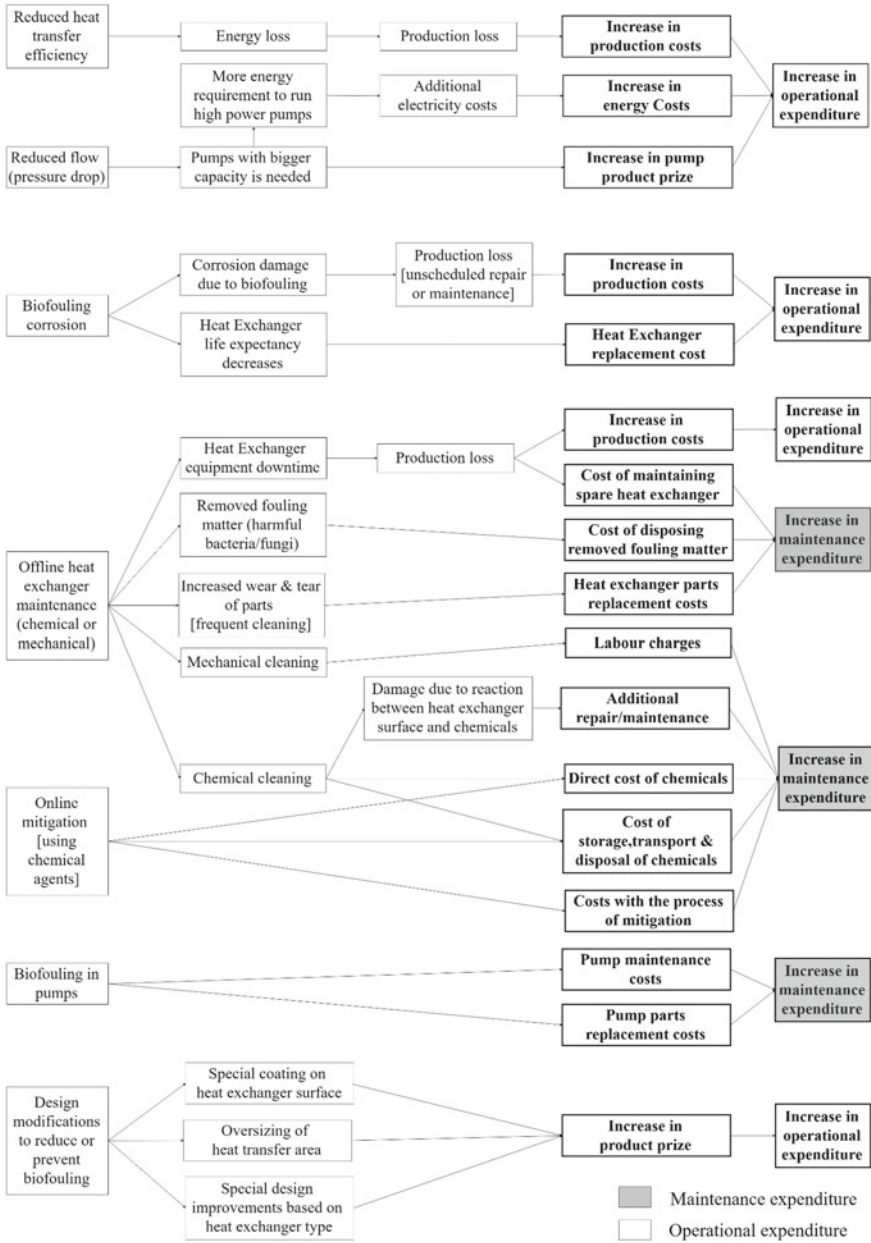 Reduced heat
transfer
efficiency
Energy loss
Production loss
Increase in
production costs
More energy
requirement to run
high power pumps
Additional
electricity costs
Increase in
energy Costs
Increase in
operational
expenditure
Reduced flow
(pressure drop)
Pumps with bigger
capacity is needed
Increase in pump
product prize
Biofouling
corrosion
Corrosion damage
due to biofouling
Production loss
[unscheduled repair
or maintenance]
Increase in
production costs
Heat Exchanger
life expectancy
decreases
Heat Exchanger
replacement cost
Increase in
operational
expenditure
Offline heat
exchanger
maintenance
(chemical or
mechanical)
Heat Exchanger
equipment downtime
Production loss
Increase in
production costs
Increase in
operational
expenditure
Cost of maintaining
spare heat exchanger
Removed fouling
matter (harmful
bacteria/fungi)
Cost of disposing
removed fouling matter
Increase in
maintenance
expenditure
Increased wear & tear
of parts
[frequent cleaning]
Heat exchanger parts
replacement costs
Mechanical cleaning
Labour charges
Chemical cleaning
Damage due to reaction
between heat exchanger
surface and chemicals
Additional
repair/maintenance
Direct cost of chemicals
Increase in
maintenance
expenditure
Online
mitigation
[using
chemical
agents]
Cost of
storage,transport &
disposal of chemicals
Costs with the process
of mitigation
Biofouling in
pumps
Pump maintenance
costs
Pump parts
replacement costs
Increase in
maintenance
expenditure
Design
modifications
to reduce or
prevent
biofouling
Special coating on
heat exchanger surface
Oversizing of
heat transfer area
Special design
improvements based on
heat exchanger type
Increase in
product prize
Increase in
operational
expenditure
Maintenance expenditure
Operational expenditure